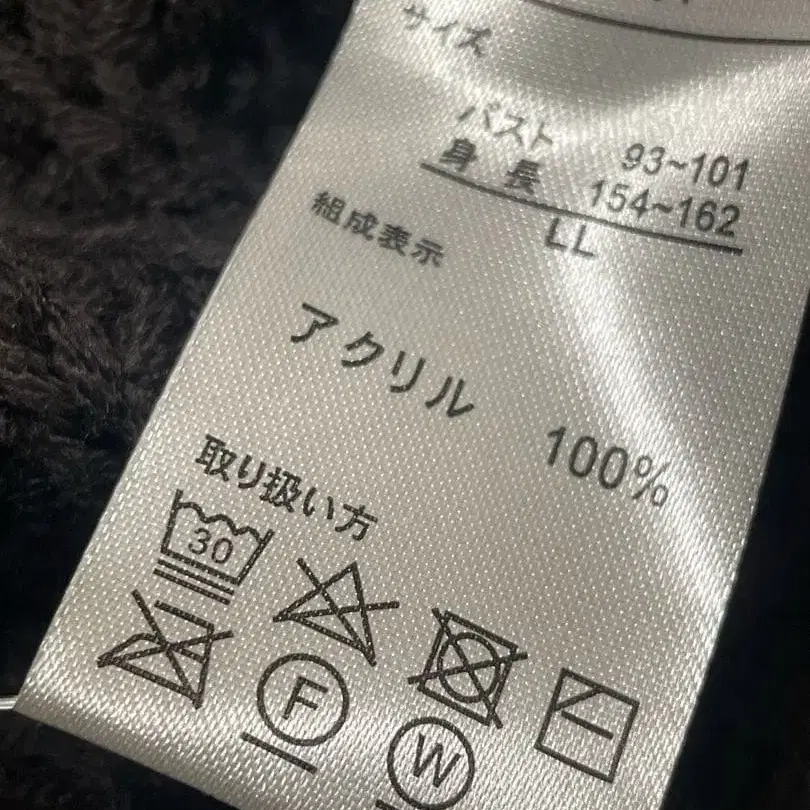 サイズ
バスト 93~101
身長 154~162
LL
組成表示
アクリル 100%
取り扱い方
30
F
W